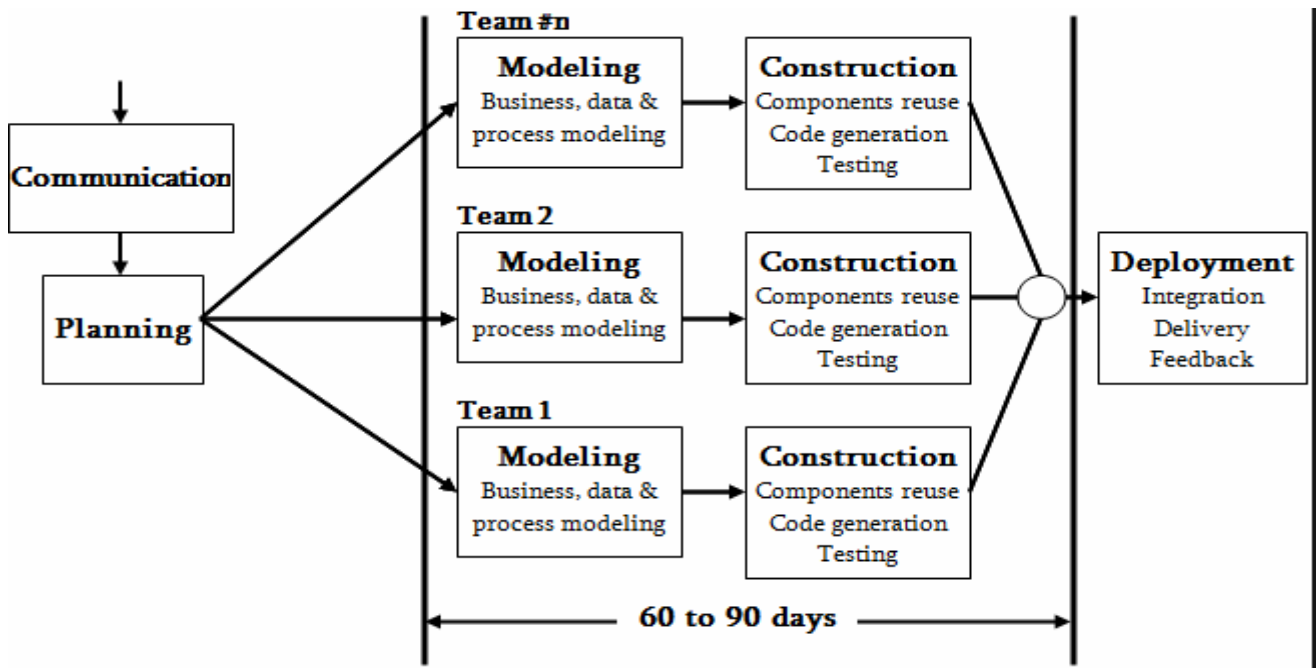 Communication
Planning
Team #n
Modeling
Business, data &
process modeling
Construction
Components reuse
Code generation
Testing
Team 2
Modeling
Business, data &
process modeling
Construction
Components reuse
Code generation
Testing
Team 1
Modeling
Business, data &
process modeling
Construction
Components reuse
Code generation
Testing
60 to 90 days
Deployment
Integration
Delivery
Feedback